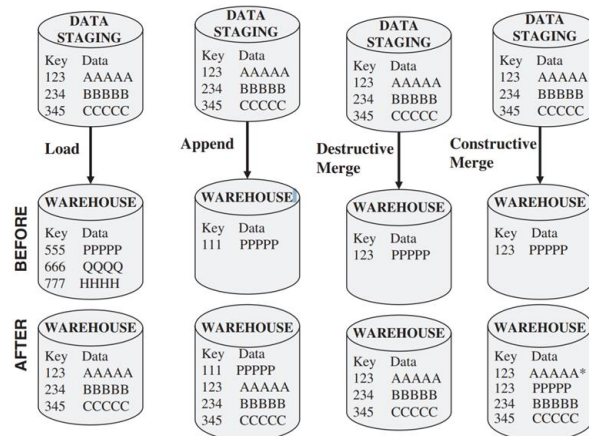 DATA
STAGING
Key Data
123 AAAAA
234 BBBBB
345 CCCCC
Load
WAREHOUSE
Key Data
555 PPPPP
666 QQQQ
777 HHHH
WAREHOUSE
Key Data
123 AAAAA
234 BBBBB
345 CCCCC
DATA
STAGING
Key Data
123 AAAAA
234 BBBBB
345 CCCCC
Append
WAREHOUSE
Key Data
111 PPPPP
WAREHOUSE
Key Data
111 PPPPP
123 AAAAA
234 BBBBB
345 CCCCC
DATA
STAGING
Key Data
123 AAAAA
234 BBBBB
345 CCCCC
Destructive
Merge
WAREHOUSE
Key Data
123 PPPPP
WAREHOUSE
Key Data
123 AAAAA
234 BBBBB
345 CCCCC
DATA
STAGING
Key Data
123 AAAAA
234 BBBBB
345 CCCCC
Constructive
Merge
WAREHOUSE
Key Data
123 PPPPP
WAREHOUSE
Key Data
123 AAAAA*
123 PPPPP
234 BBBBB
345 CCCCC
BEFORE
AFTER